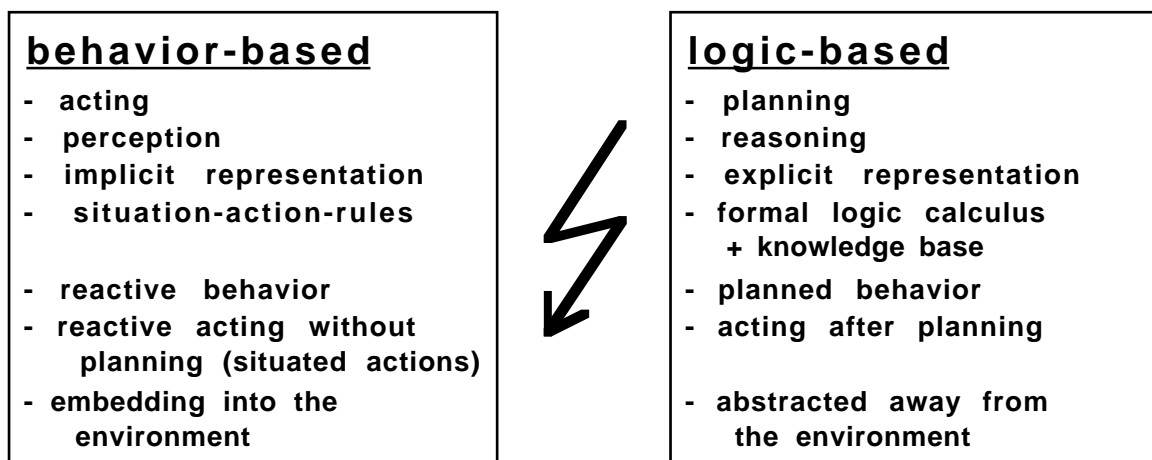 behavior-based
- acting
- perception
- implicit representation
- situation-action-rules
- reactive behavior
- reactive acting without
planning (situated actions)
- embedding into the
environment
logic-based
- planning
- reasoning
- explicit representation
- formal logic calculus
+ knowledge base
- planned behavior
- acting after planning
- abstracted away from
the environment